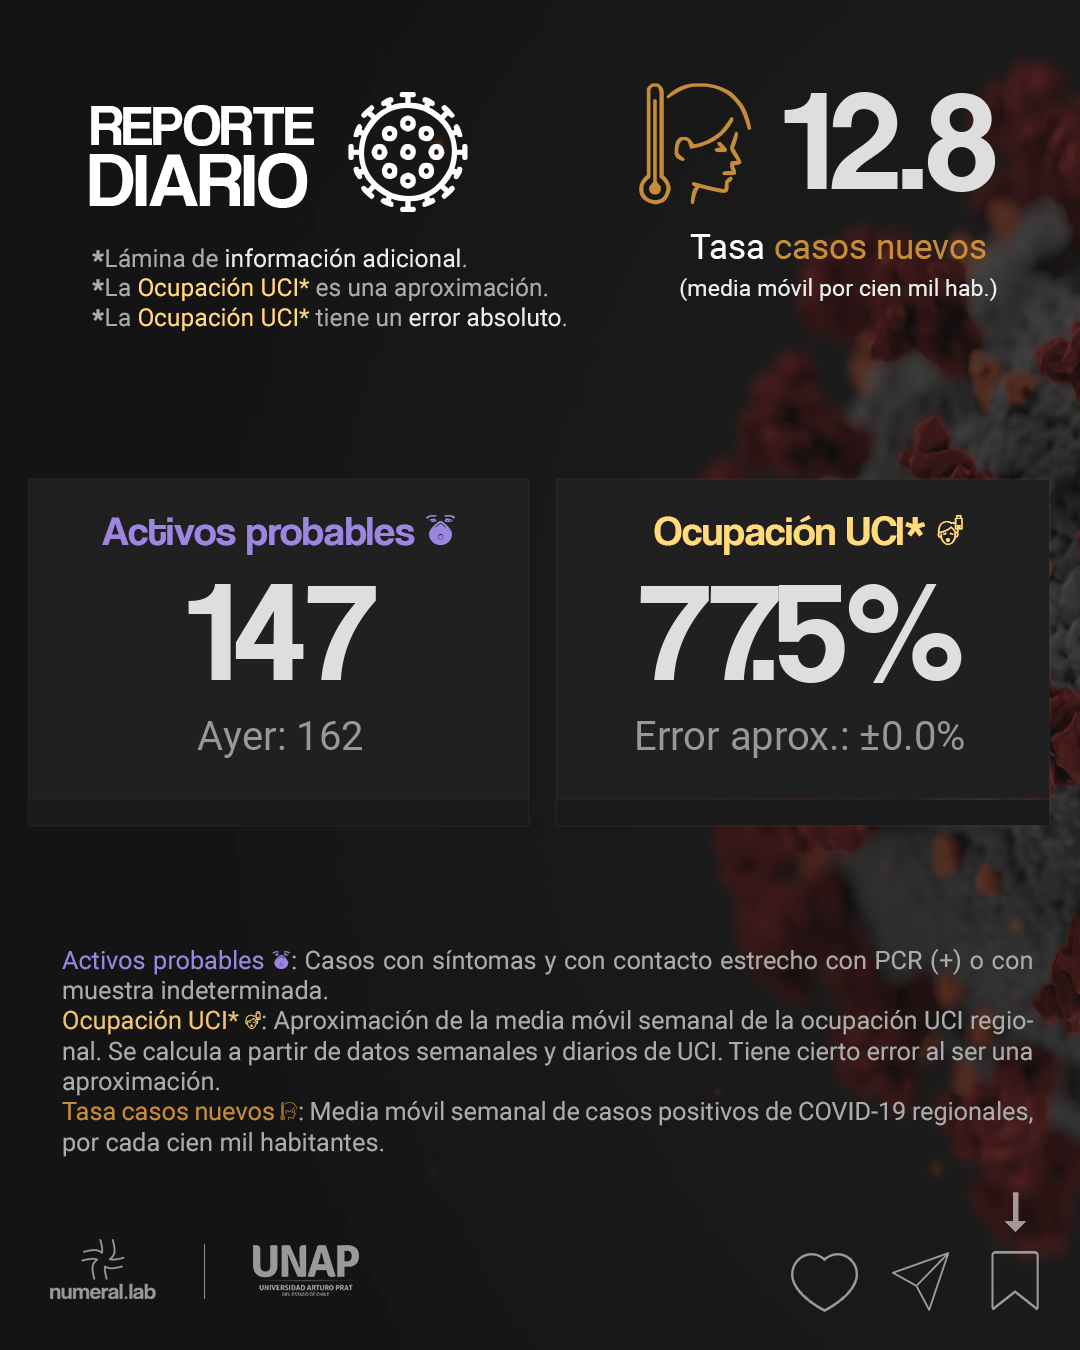 REPORTE
DIARIO
*Lámina de información adicional.
*La Ocupación UCI* es una aproximación.
*La Ocupación UCI* tiene un error absoluto.
12.8
Tasa casos nuevos
(media móvil por cien mil hab.)
Activos probables
147
Ayer: 162
Ocupación UCI*
77.5%
Error aprox.: ±0.0%
Activos probables : Casos con síntomas y con contacto estrecho con PCR (+) o con
muestra indeterminada.
Ocupación UCI* : Aproximación de la media móvil semanal de la ocupación UCI regio-
nal. Se calcula a partir de datos semanales y diarios de UCI. Tiene cierto error al ser una
aproximación.
Tasa casos nuevos : Media móvil semanal de casos positivos de COVID-19 regionales,
por cada cien mil habitantes.
numeral.lab
UNAP
UNIVERSIDAD ARTURO PRAT
DEL ESTADO DE CHILE